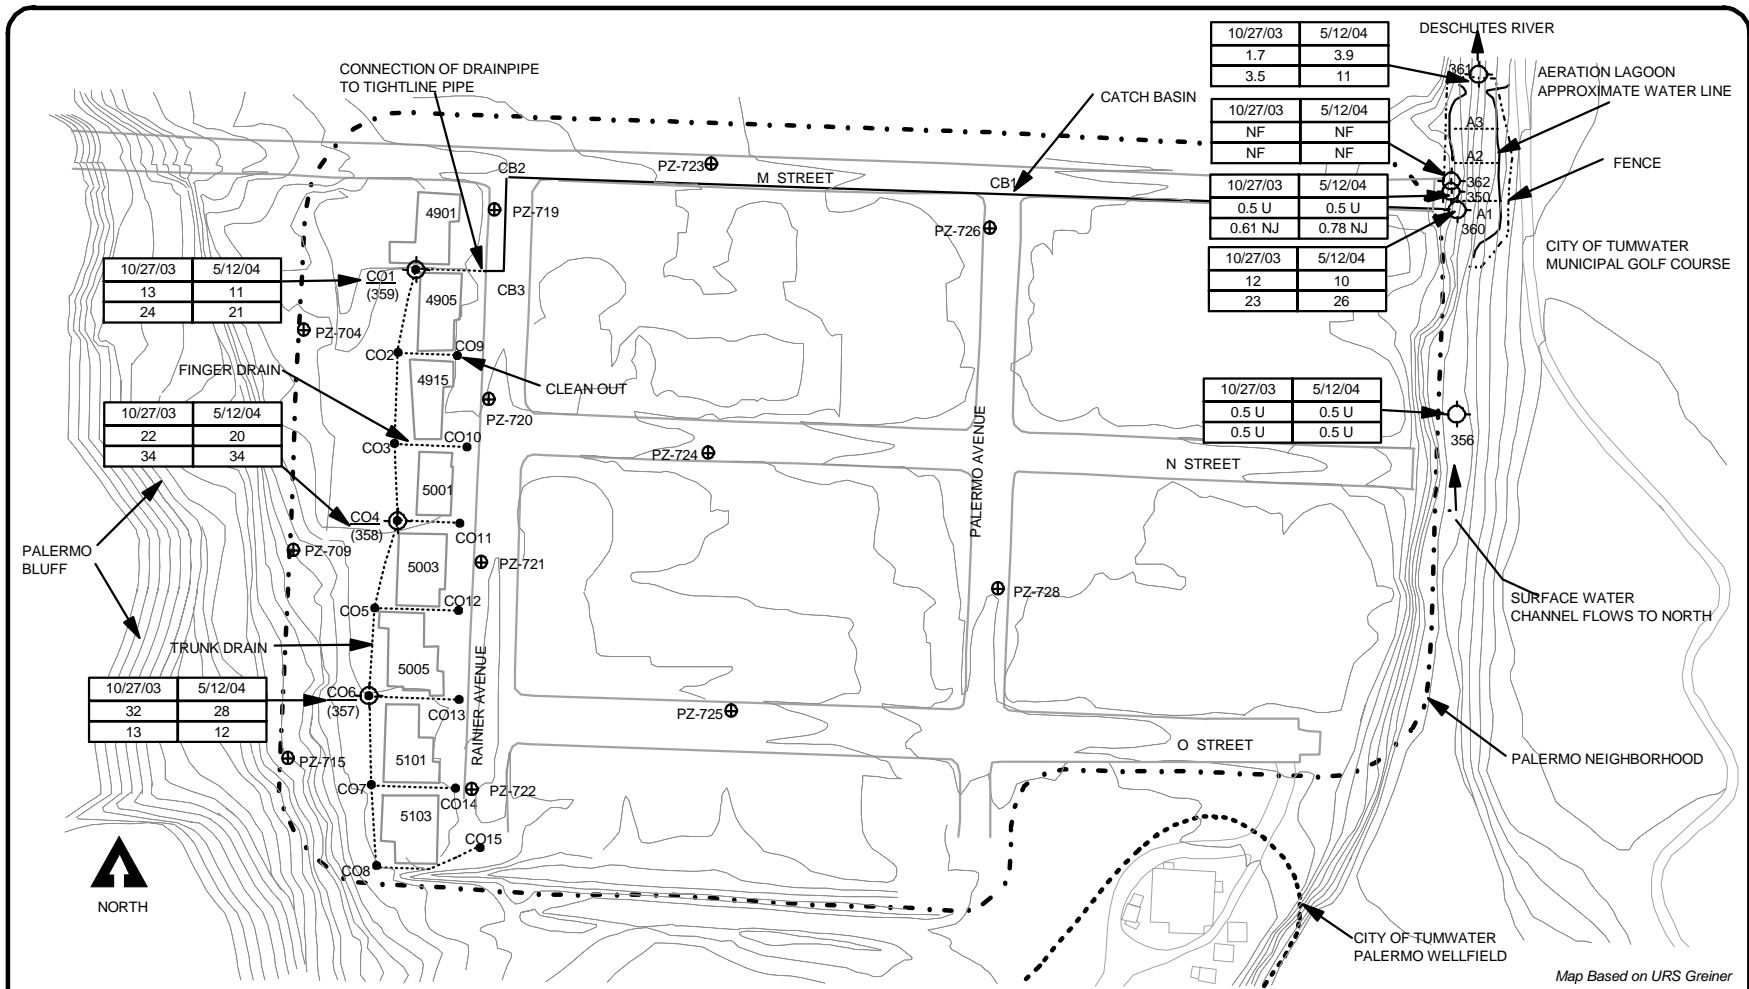 10/27/03 5/12/04
1.7 3.9
3.5 11
DESCHUTES RIVER
361
CONNECTION OF DRAINPIPE
TO TIGHTLINE PIPE
CATCH BASIN
AERATION LAGOON
APPROXIMATE WATER LINE
10/27/03 5/12/04
NF NF
NF NF
A3
A2
FENCE
PZ-723
CB2
M STREET
CB1
10/27/03 5/12/04
0.5 U 0.5 U
0.61 NJ 0.78 NJ
362
350
A1
360
4901
PZ-719
PZ-726
CITY OF TUMWATER
MUNICIPAL GOLF COURSE
10/27/03 5/12/04
12 10
23 26
10/27/03 5/12/04
13 11
24 21
CO1
(359)
CB3
4905
PZ-704
CO2
CO9
FINGER DRAIN
4915
CLEAN OUT
10/27/03 5/12/04
0.5 U 0.5 U
0.5 U 0.5 U
356
10/27/03 5/12/04
22 20
34 34
PZ-720
CO3
CO10
PZ-724
PALERMO AVENUE
N STREET
5001
CO4
(358)
CO11
PALERMO
BLUFF
PZ-709
5003
PZ-721
PZ-728
CO5
CO12
SURFACE WATER
CHANNEL FLOWS TO NORTH
TRUNK DRAIN
5005
10/27/03 5/12/04
32 28
13 12
CO6
(357)
CO13
RAINIER AVENUE
PZ-725
O STREET
PZ-715
5101
PALERMO NEIGHBORHOOD
CO7
CO14
PZ-722
5103
CO15
CO8
NORTH
CITY OF TUMWATER
PALERMO WELLFIELD
Map Based on URS Greiner